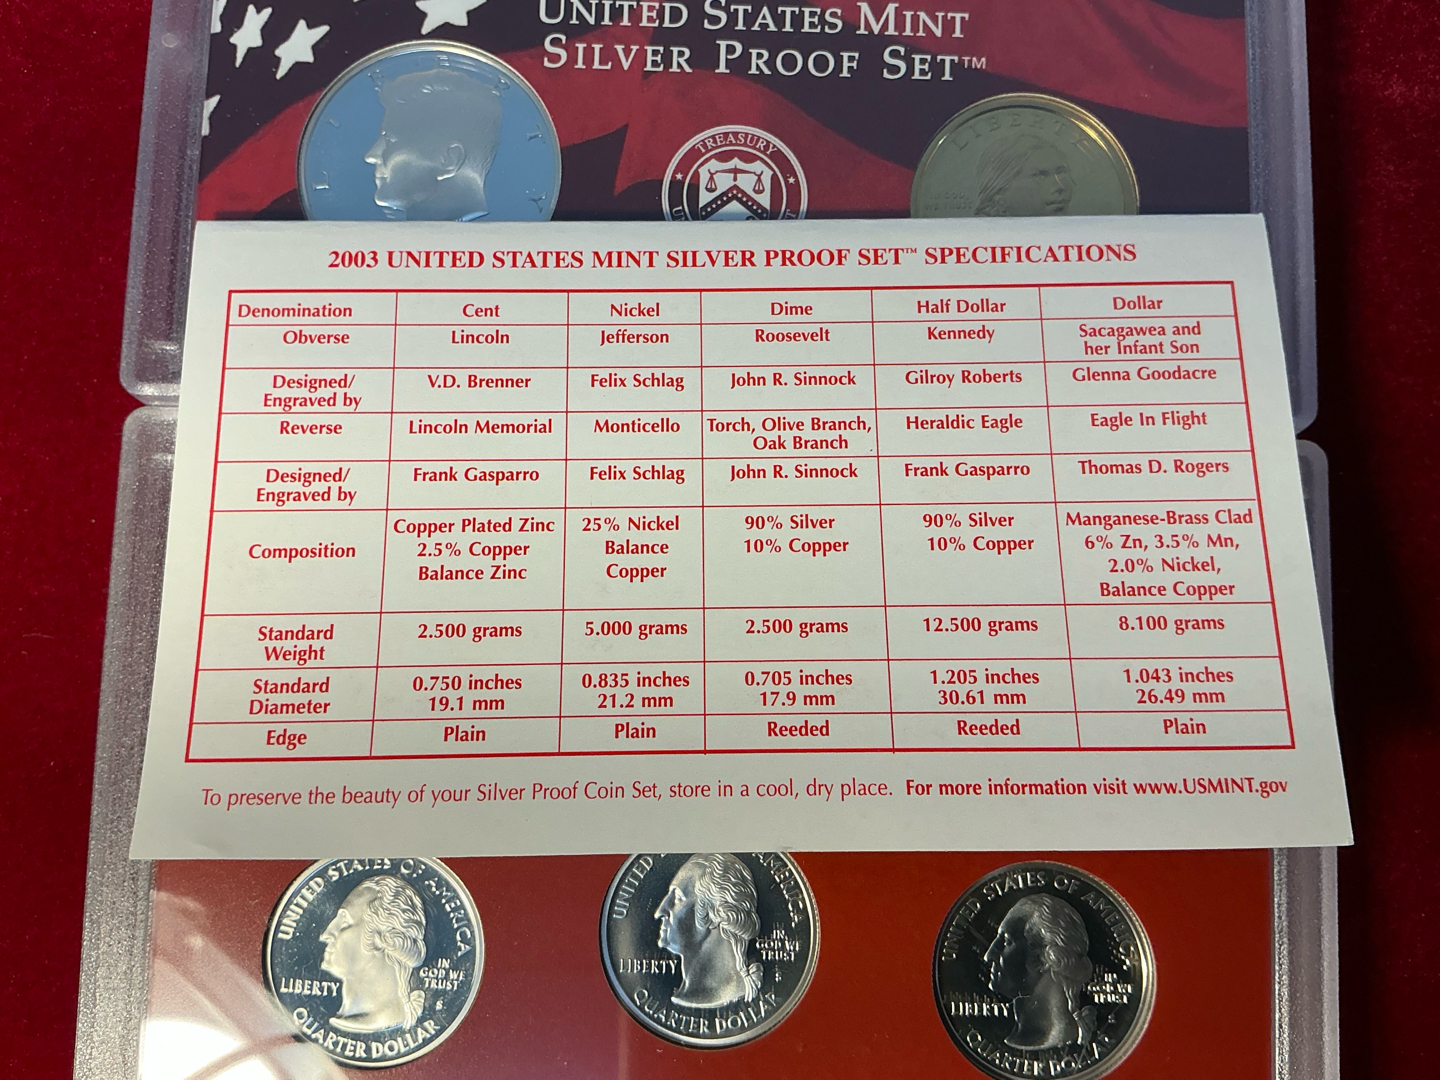 UNITED STATES MINT
SILVER PROOF SET™
LIBERTY
TREASURY
LIBERTY
2003 UNITED STATES MINT SILVER PROOF SET™ SPECIFICATIONS
Denomination Cent Nickel Dime Half Dollar Dollar
Obverse Lincoln Jefferson Roosevelt Kennedy Sacagawea and
her Infant Son
Designed/
Engraved by V.D. Brenner Felix Schlag John R. Sinnock Gilroy Roberts Glenna Goodacre
Reverse Lincoln Memorial Monticello Torch, Olive Branch, Heraldic Eagle Eagle In Flight
Oak Branch
Designed/
Engraved by Frank Gasparro Felix Schlag John R. Sinnock Frank Gasparro Thomas D. Rogers
Composition
Copper Plated Zinc 25% Nickel 90% Silver 90% Silver Manganese-Brass Clad
2.5% Copper Balance 10% Copper 10% Copper 6% Zn, 3.5% Mn,
Balance Zinc Copper 2.0% Nickel,
Balance Copper
Standard
Weight 2.500 grams 5.000 grams 2.500 grams 12.500 grams 8.100 grams
Standard 0.750 inches 0.835 inches 0.705 inches 1.205 inches 1.043 inches
Diameter 19.1 mm 21.2 mm 17.9 mm 30.61 mm 26.49 mm
Edge Plain Plain Reeded Reeded Plain
To preserve the beauty of your Silver Proof Coin Set, store in a cool, dry place. For more information visit www.USMINT.gov
UNITED STATES OF AMERICA
LIBERTY
IN
GOD WE
TRUST
S
QUARTER DOLLAR
UNITED AMERICA
LIBERTY
IN
GOD WE
TRUST
S
QUARTER DOLLAR
UNITED STATES OF AMERICA
LIBERTY
IN
GOD WE
TRUST
QUARTER DOLLAR